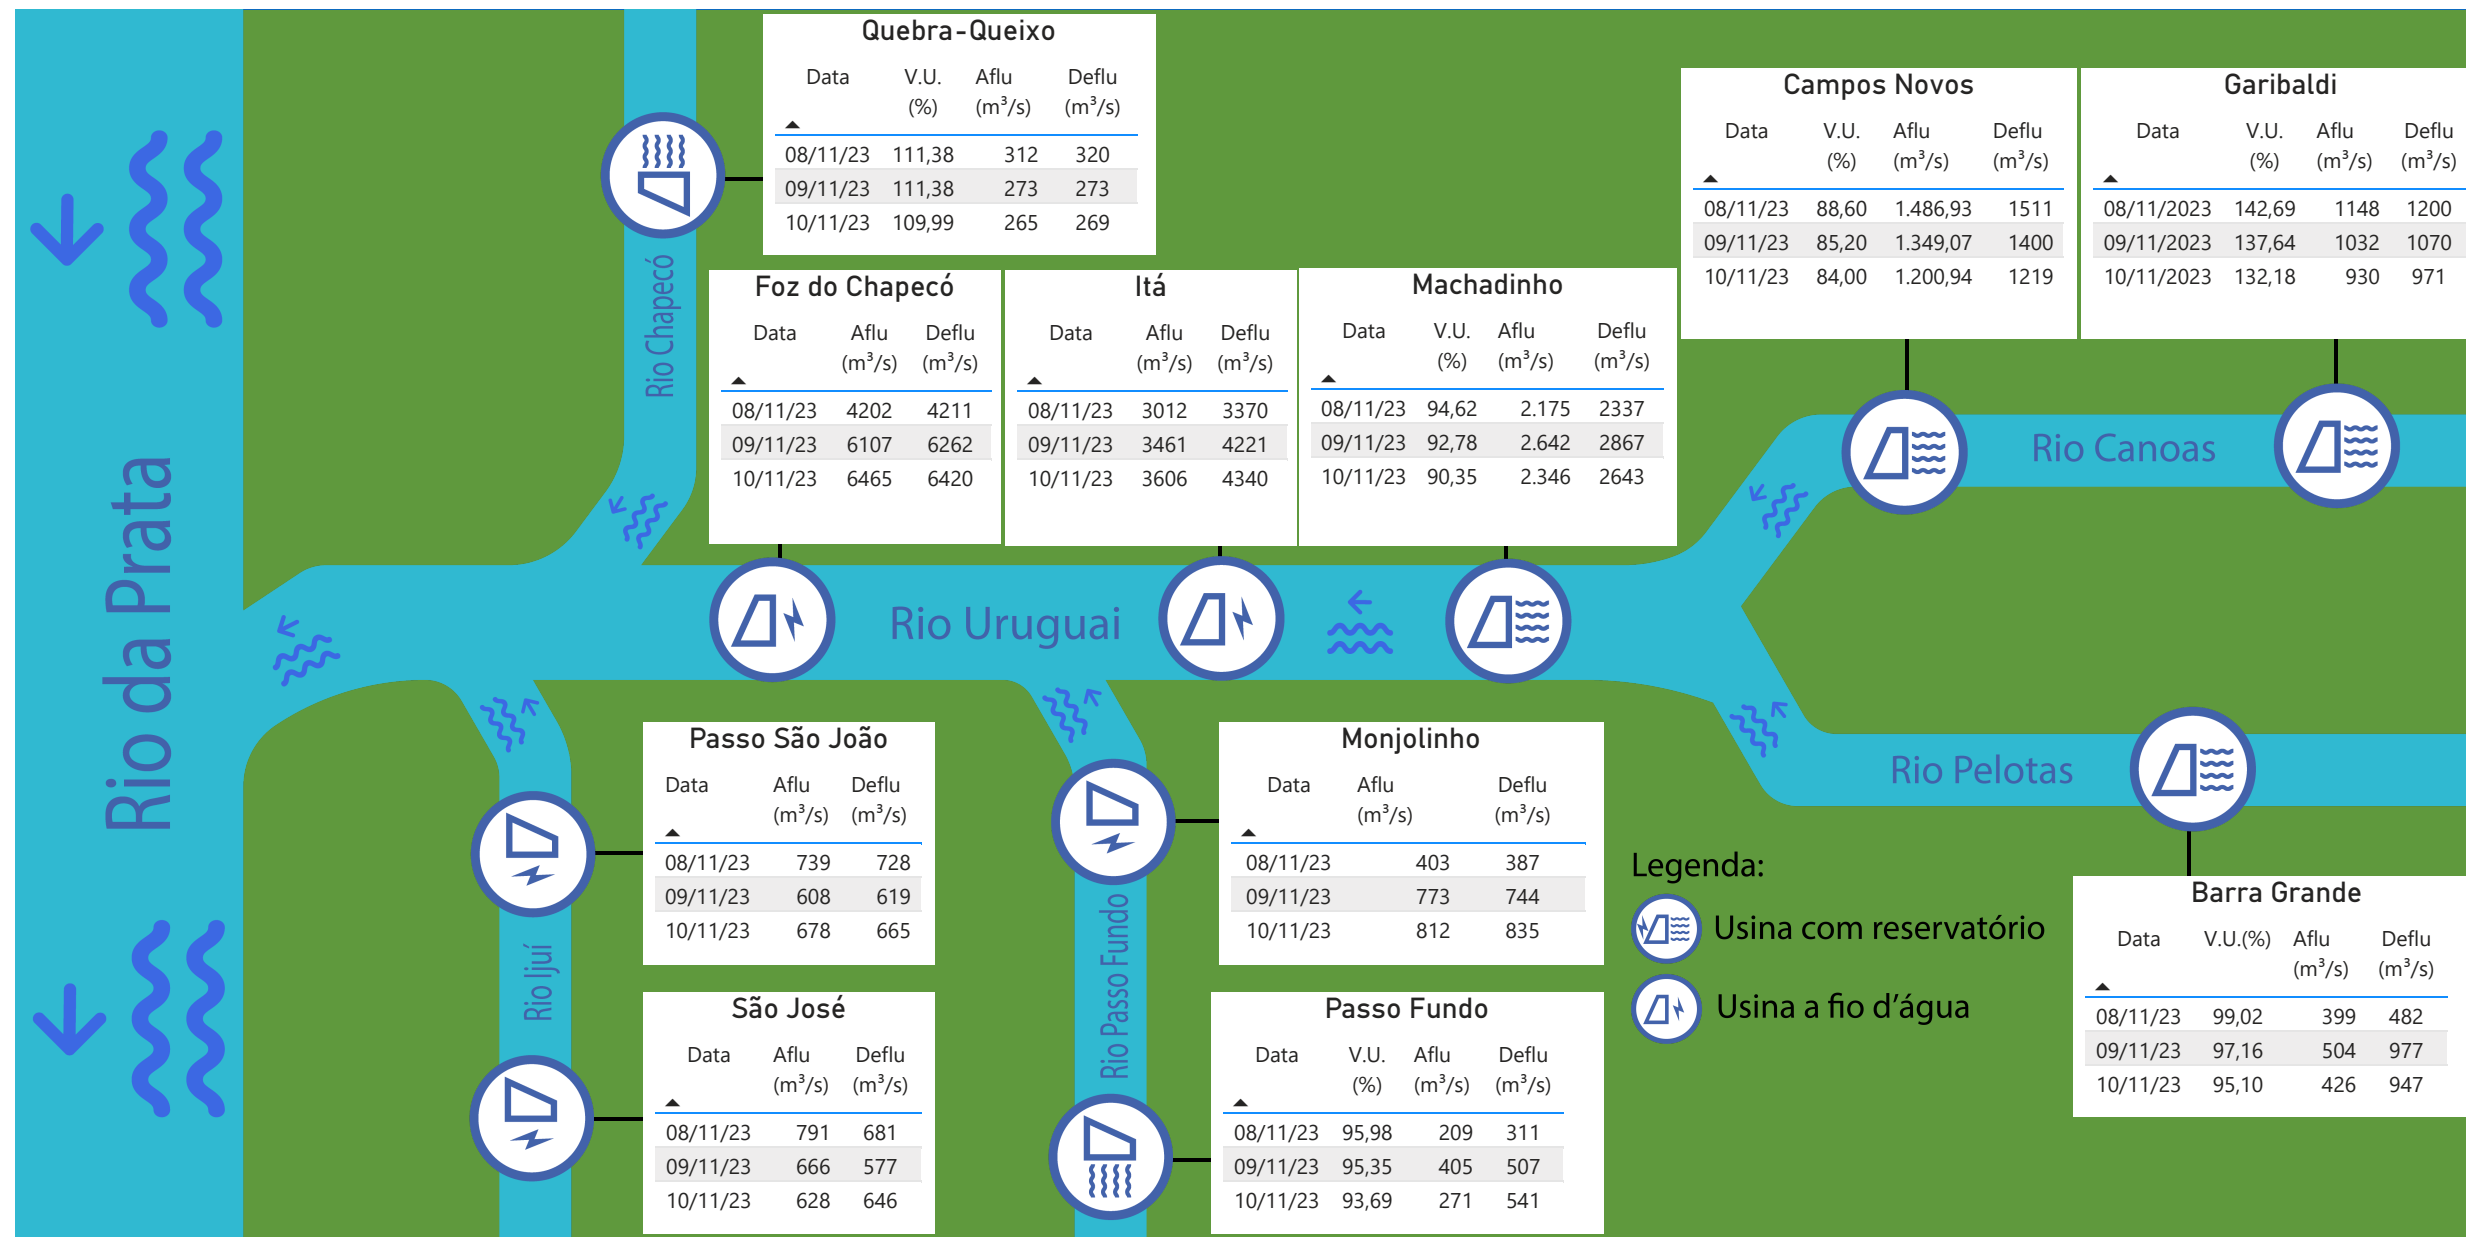 Quebra-Queixo
Data V.U. (%) Aflu (m³/s) Deflu (m³/s)
08/11/23 111,38 312 320
09/11/23 111,38 273 273
10/11/23 109,99 265 269
Campos Novos
Data V.U. (%) Aflu (m³/s) Deflu (m³/s)
08/11/23 88,60 1.486,93 1511
09/11/23 85,20 1.349,07 1400
10/11/23 84,00 1.200,94 1219
Garibaldi
Data V.U. (%) Aflu (m³/s) Deflu (m³/s)
08/11/2023 142,69 1148 1200
09/11/2023 137,64 1032 1070
10/11/2023 132,18 930 971
Rio Chapecó
Foz do Chapecó
Data Aflu (m³/s) Deflu (m³/s)
08/11/23 4202 4211
09/11/23 6107 6262
10/11/23 6465 6420
Itá
Data Aflu (m³/s) Deflu (m³/s)
08/11/23 3012 3370
09/11/23 3461 4221
10/11/23 3606 4340
Machadinho
Data V.U. (%) Aflu (m³/s) Deflu (m³/s)
08/11/23 94,62 2.175 2337
09/11/23 92,78 2.642 2867
10/11/23 90,35 2.346 2643
Rio Canoas
Rio da Prata
Rio Uruguai
Rio Pelotas
Passo São João
Data Aflu (m³/s) Deflu (m³/s)
08/11/23 739 728
09/11/23 608 619
10/11/23 678 665
Monjolinho
Data Aflu (m³/s) Deflu (m³/s)
08/11/23 403 387
09/11/23 773 744
10/11/23 812 835
Legenda:
Usina com reservatório
Usina a fio d’água
Barra Grande
Data V.U.(%) Aflu (m³/s) Deflu (m³/s)
08/11/23 99,02 399 482
09/11/23 97,16 504 977
10/11/23 95,10 426 947
Rio Ijuí
Rio Passo Fundo
São José
Data Aflu (m³/s) Deflu (m³/s)
08/11/23 791 681
09/11/23 666 577
10/11/23 628 646
Passo Fundo
Data V.U. (%) Aflu (m³/s) Deflu (m³/s)
08/11/23 95,98 209 311
09/11/23 95,35 405 507
10/11/23 93,69 271 541